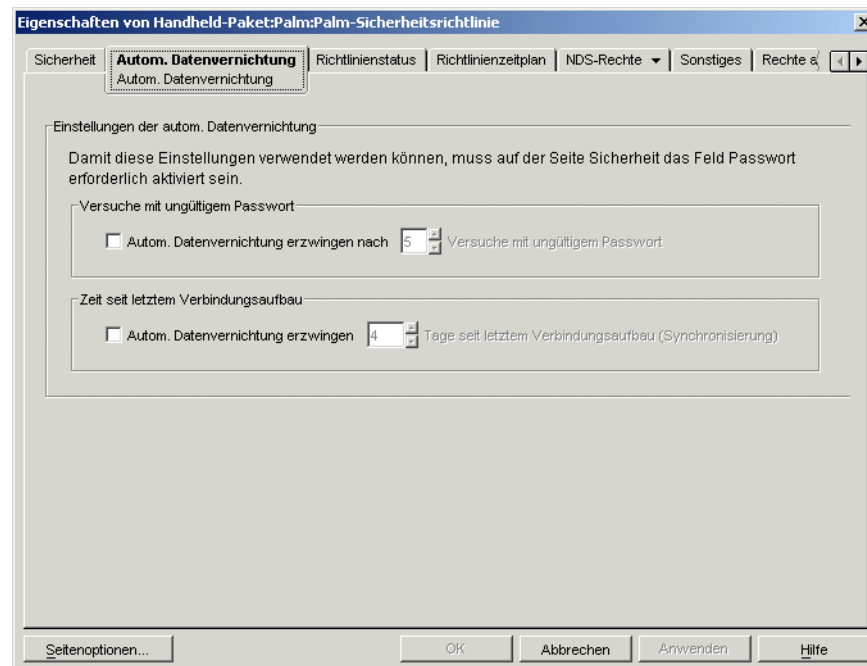 Eigenschaften von Handheld-Paket:Palm:Palm-Sicherheitsrichtlinie
Sicherheit Autom. Datenvernichtung Richtlinienstatus Richtlinienzeitplan NDS-Rechte Sonstiges Rechte a
Autom. Datenvernichtung
Einstellungen der autom. Datenvernichtung
Damit diese Einstellungen verwendet werden können, muss auf der Seite Sicherheit das Feld Passwort
erforderlich aktiviert sein.
Versuche mit ungültigem Passwort
Autom. Datenvernichtung erzwingen nach 5 Versuche mit ungültigem Passwort
Zeit seit letztem Verbindungsaufbau
Autom. Datenvernichtung erzwingen 4 Tage seit letztem Verbindungsaufbau (Synchronisierung)
Seitenoptionen... OK Abbrechen Anwenden Hilfe